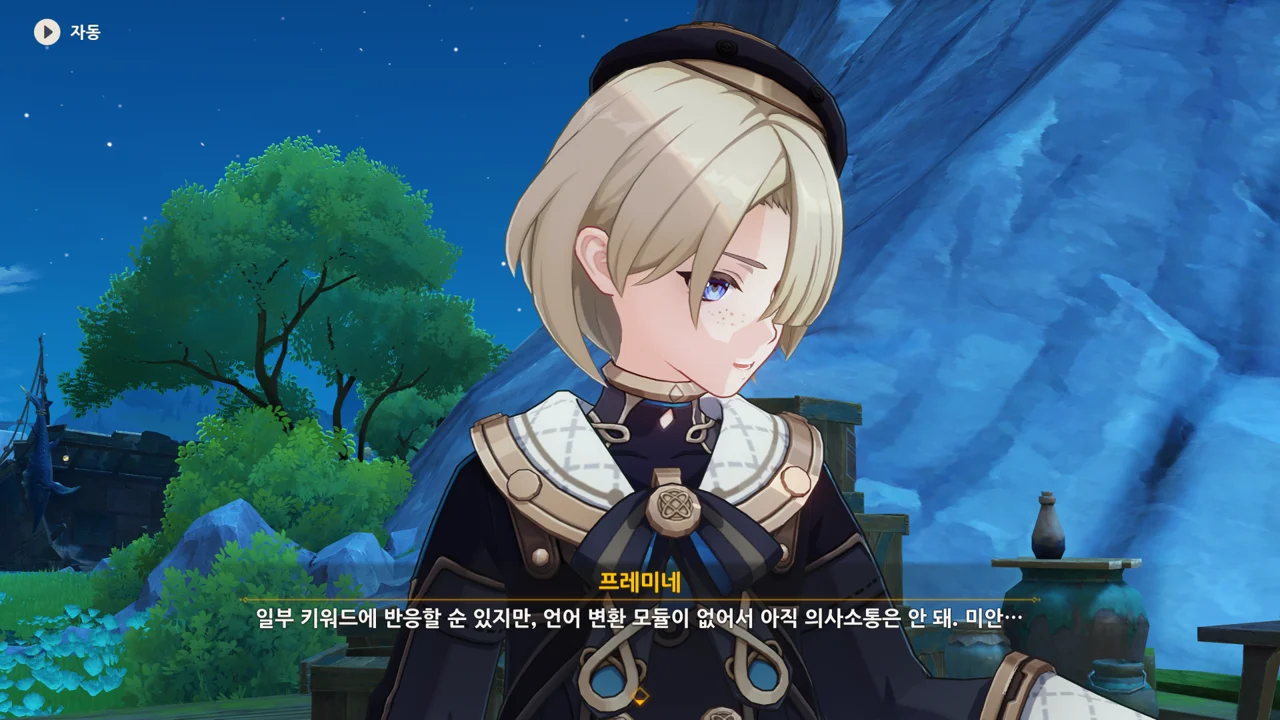 자동
프레미네
일부 키워드에 반응할 순 있지만, 언어 변환 모듈이 없어서 아직 의사소통은 안 돼. 미안…